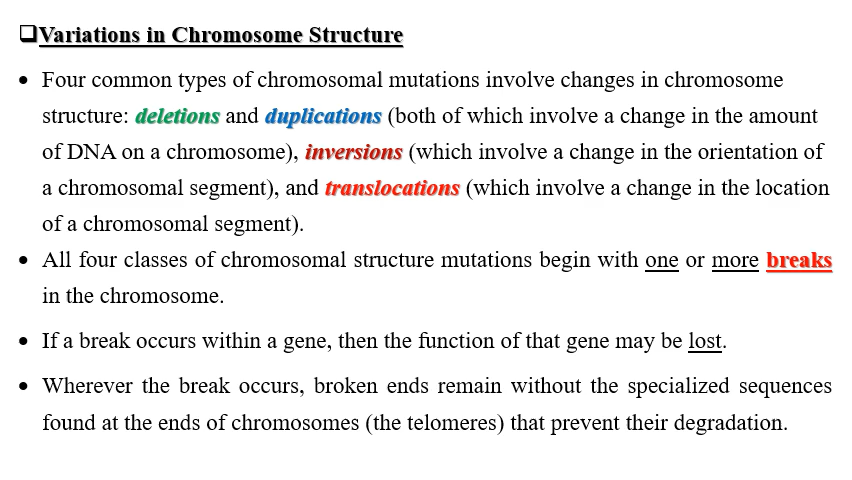 ❑Variations in Chromosome Structure
• Four common types of chromosomal mutations involve changes in chromosome
structure: deletions and duplications (both of which involve a change in the amount
of DNA on a chromosome), inversions (which involve a change in the orientation of
a chromosomal segment), and translocations (which involve a change in the location
of a chromosomal segment).
• All four classes of chromosomal structure mutations begin with one or more breaks
in the chromosome.
• If a break occurs within a gene, then the function of that gene may be lost.
• Wherever the break occurs, broken ends remain without the specialized sequences
found at the ends of chromosomes (the telomeres) that prevent their degradation.